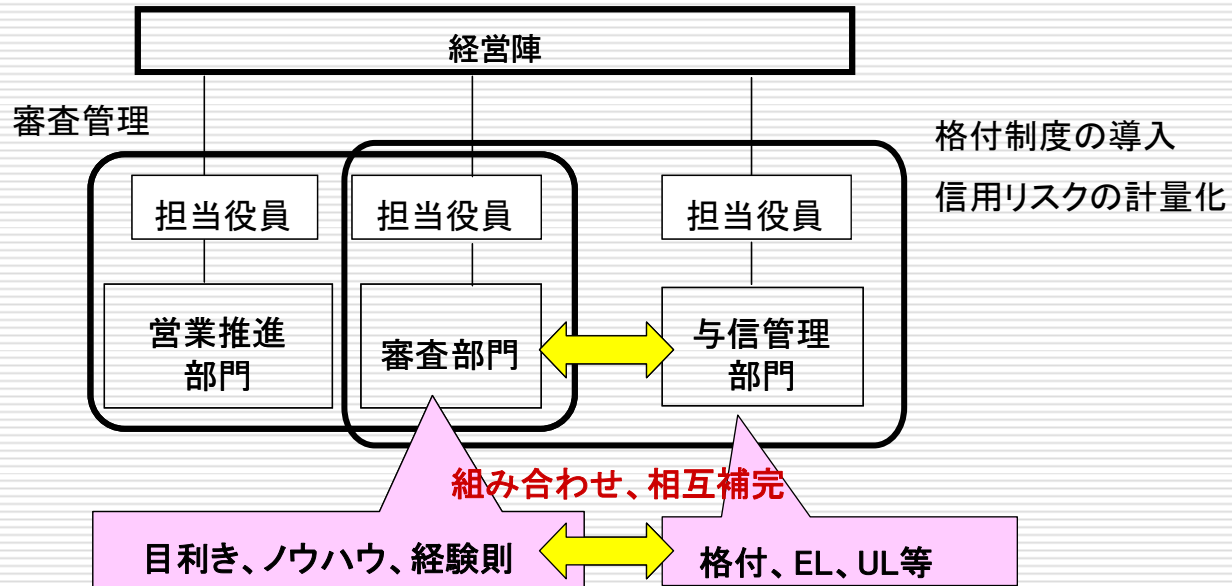 経営陣
審査管理
格付制度の導入
信用リスクの計量化
担当役員
担当役員
担当役員
営業推進
部門
審査部門
与信管理
部門
組み合わせ、相互補完
目利き、ノウハウ、経験則
格付、EL、UL等